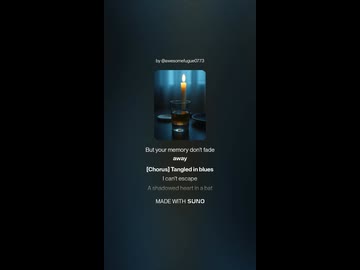 by @awesomefugue0773
But your memory don't fade
away
[Chorus] Tangled in blues
I can't escape
A shadowed heart in a bat
MADE WITH SUNO